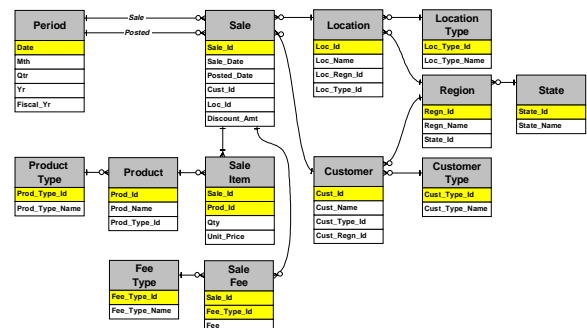 Period
Date
Mth
Qtr
Yr
Fiscal_Yr
Sale
Posted
Sale
Sale_Id
Sale_Date
Posted_Date
Cust_Id
Loc_Id
Discount_Amt
Location
Loc_Id
Loc_Name
Loc_Regn_Id
Loc_Type_Id
Location
Type
Loc_Type_Id
Loc_Type_Name
Region
Regn_Id
Regn_Name
State_Id
State
State_Id
State_Name
Product
Type
Prod_Type_Id
Prod_Type_Name
Product
Prod_Id
Prod_Name
Prod_Type_Id
Sale
Item
Sale_Id
Prod_Id
Qty
Unit_Price
Customer
Cust_Id
Cust_Name
Cust_Type_Id
Cust_Regn_Id
Customer
Type
Cust_Type_Id
Cust_Type_Name
Fee
Type
Fee_Type_Id
Fee_Type_Name
Sale
Fee
Sale_Id
Fee_Type_Id
Fee